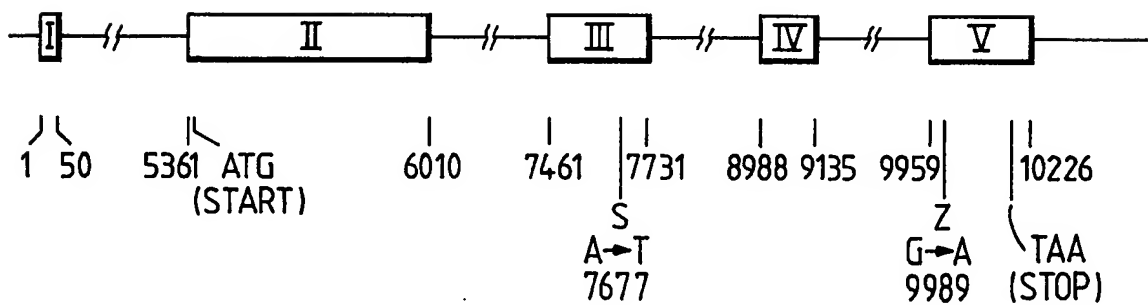 I II III IV V
1 50 5361 ATG 6010 7461 7731 8988 9135 9959 10226
(START)
S Z
A→T G→A TAA
7677 9989 (STOP)